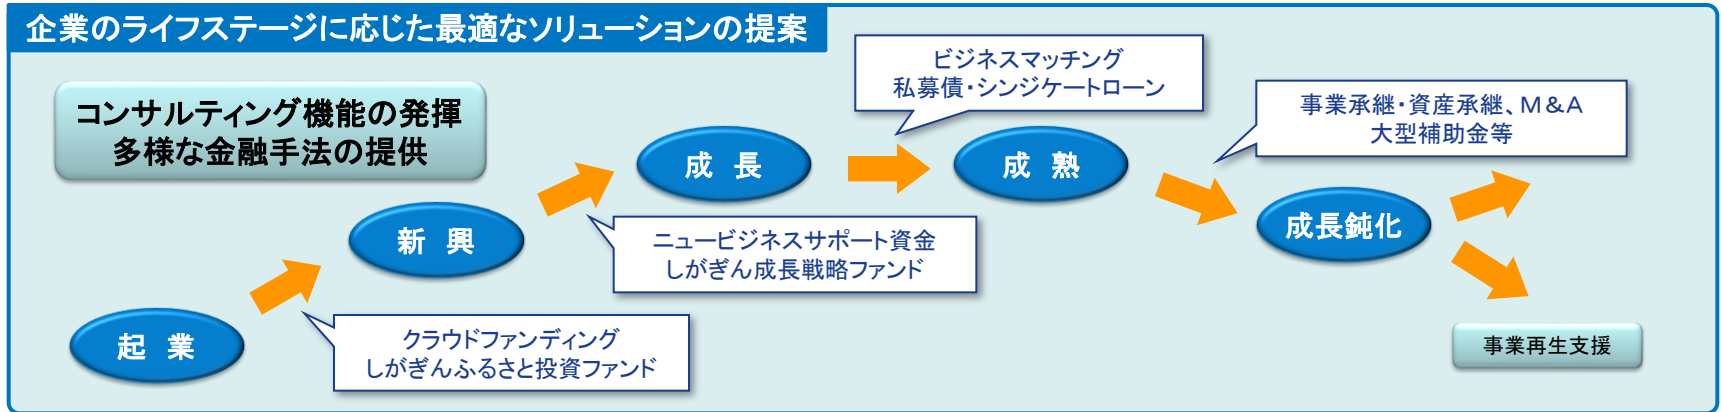 企業のライフステージに応じた最適なソリューションの提案
コンサルティング機能の発揮
多様な金融手法の提供
起 業
クラウドファンディング
しがぎんふるさと投資ファンド
新 興
ニュービジネスサポート資金
しがぎん成長戦略ファンド
成 長
ビジネスマッチング
私募債・シンジケートローン
成 熟
事業承継・資産承継、M&A
大型補助金等
成長鈍化
事業再生支援